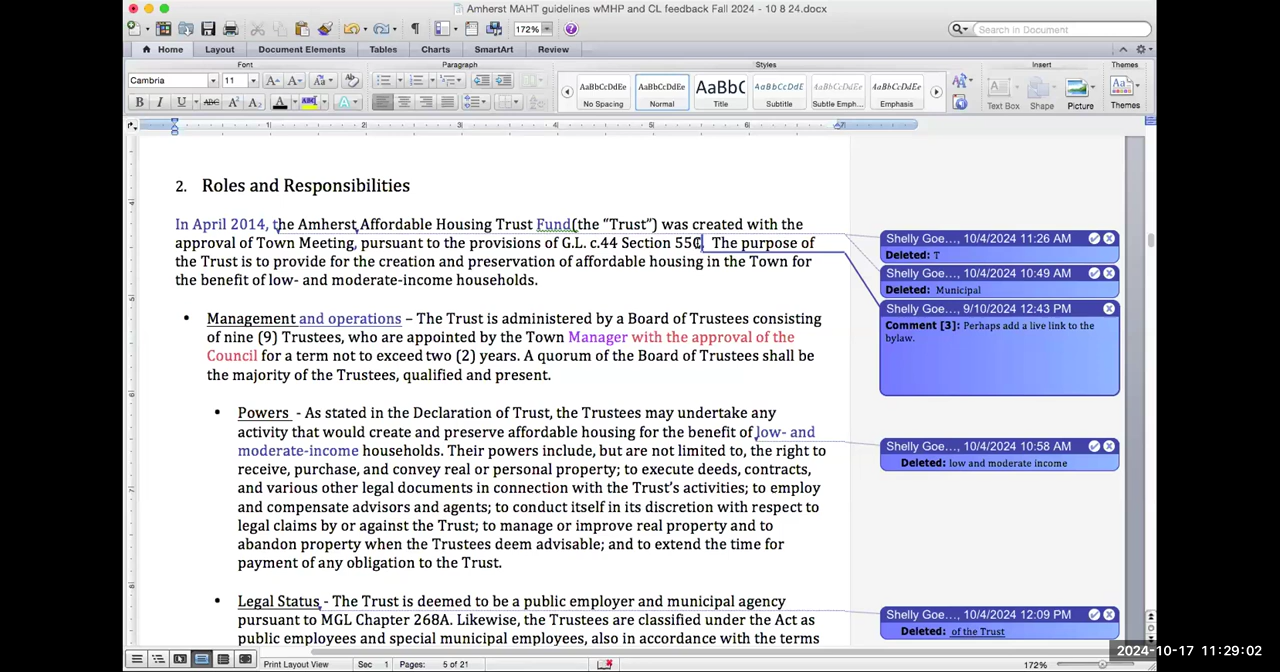 Amherst MAHT guidelines wMHP and CL feedback Fall 2024 - 10 8 24.docx
172%
Search in Document
Home Layout Document Elements Tables Charts SmartArt Review
Font Paragraph Styles Insert Themes
Cambria 11
AaBbCcDdEe AaBbCcDdEe AaBbC AaBbCcDdE AaBbCcDdEe AaBbCcDdEe
No Spacing Normal Title Subtitle Subtle Emph... Emphasis Text Box Shape Picture Themes
2. Roles and Responsibilities
In April 2014, the Amherst Affordable Housing Trust Fund(the “Trust”) was created with the
approval of Town Meeting, pursuant to the provisions of G.L. c.44 Section 55C. The purpose of
the Trust is to provide for the creation and preservation of affordable housing in the Town for
the benefit of low- and moderate-income households.
• Management and operations – The Trust is administered by a Board of Trustees consisting
of nine (9) Trustees, who are appointed by the Town Manager with the approval of the
Council for a term not to exceed two (2) years. A quorum of the Board of Trustees shall be
the majority of the Trustees, qualified and present.
• Powers - As stated in the Declaration of Trust, the Trustees may undertake any
activity that would create and preserve affordable housing for the benefit of low- and
moderate-income households. Their powers include, but are not limited to, the right to
receive, purchase, and convey real or personal property; to execute deeds, contracts,
and various other legal documents in connection with the Trust’s activities; to employ
and compensate advisors and agents; to conduct itself in its discretion with respect to
legal claims by or against the Trust; to manage or improve real property and to
abandon property when the Trustees deem advisable; and to extend the time for
payment of any obligation to the Trust.
• Legal Status - The Trust is deemed to be a public employer and municipal agency
pursuant to MGL Chapter 268A. Likewise, the Trustees are classified under the Act as
public employees and special municipal employees, also in accordance with the terms
Shelly Goe..., 10/4/2024 11:26 AM
Deleted: T
Shelly Goe..., 10/4/2024 10:49 AM
Deleted: Municipal
Shelly Goe..., 9/10/2024 12:43 PM
Comment [3]: Perhaps add a live link to the
bylaw.
Shelly Goe..., 10/4/2024 10:58 AM
Deleted: low and moderate income
Shelly Goe..., 10/4/2024 12:09 PM
Deleted: of the Trust
Print Layout View Sec 1 Pages: 5 of 21 172%
2024-10-17 11:29:02